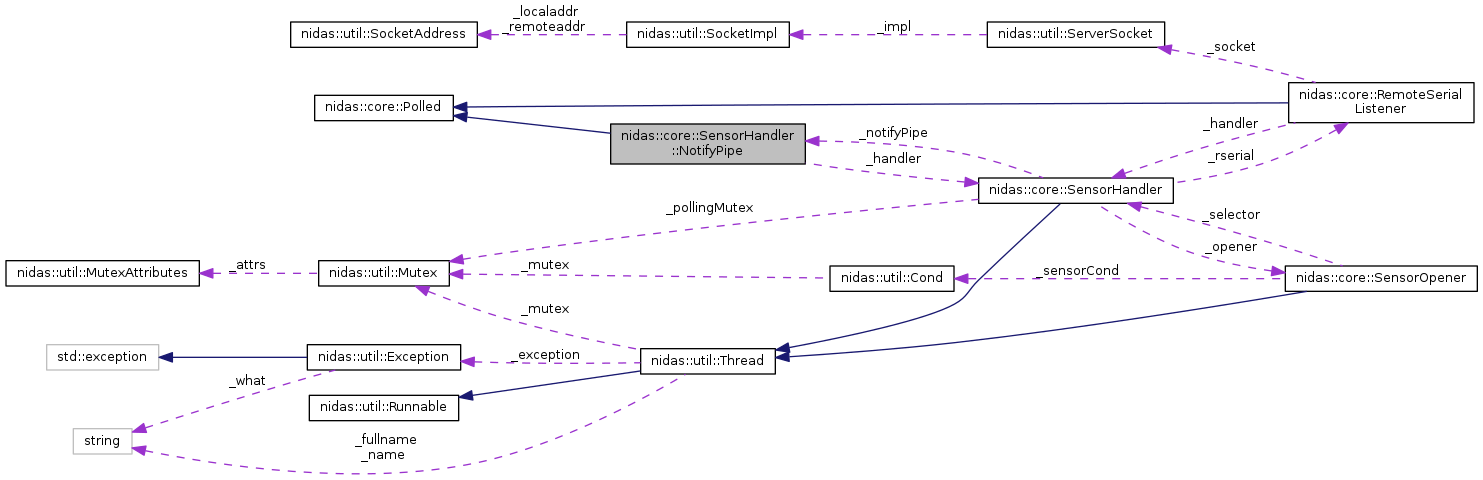 _localaddr
_remoteaddr
nidas::util::SocketAddress
nidas::util::SocketImpl
_impl
nidas::util::ServerSocket
_socket
nidas::core::RemoteSerial
Listener
nidas::core::Polled
nidas::core::SensorHandler
::NotifyPipe
_notifyPipe
_handler
_handler
_rserial
nidas::core::SensorHandler
_pollingMutex
_selector
_opener
nidas::util::MutexAttributes
_attrs
nidas::util::Mutex
_mutex
nidas::util::Cond
_sensorCond
nidas::core::SensorOpener
_mutex
std::exception
nidas::util::Exception
_exception
nidas::util::Thread
_what
nidas::util::Runnable
string
_fullname
_name